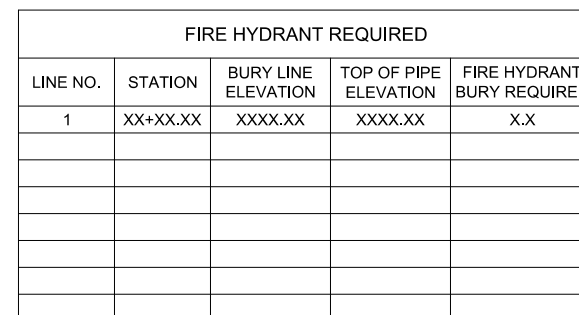 FIRE HYDRANT REQUIRED
LINE NO. STATION BURY LINE ELEVATION TOP OF PIPE ELEVATION FIRE HYDRANT BURY REQUIRE
1 XX+XX.XX XXXX.XX XXXX.XX X.X